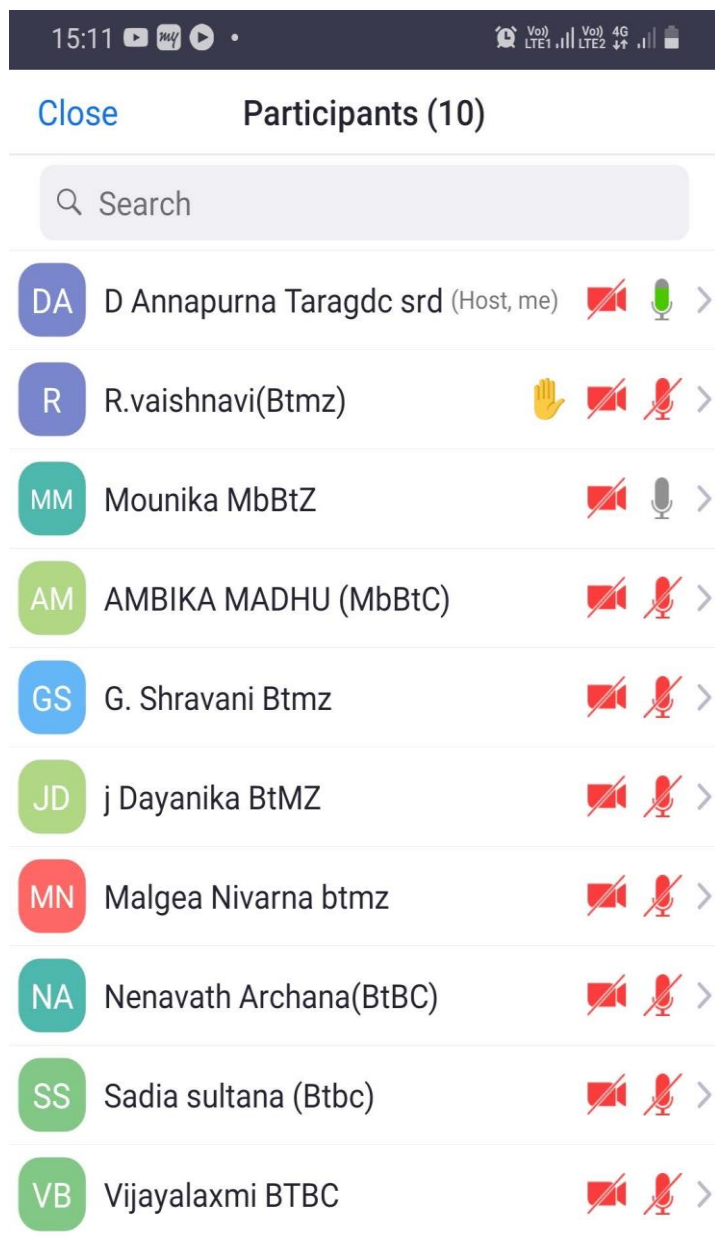 15:11 my Vo)) LTE1 Vo)) LTE2 4G
Close Participants (10)
Search
DA D Annapurna Taragdc srd (Host, me)
R R.vaishnavi(Btmz)
MM Mounika MbBtZ
AM AMBIKA MADHU (MbBtC)
GS G. Shravani Btmz
JD j Dayanika BtMZ
MN Malgea Nivarna btmz
NA Nenavath Archana(BtBC)
SS Sadia sultana (Btbc)
VB Vijayalaxmi BTBC